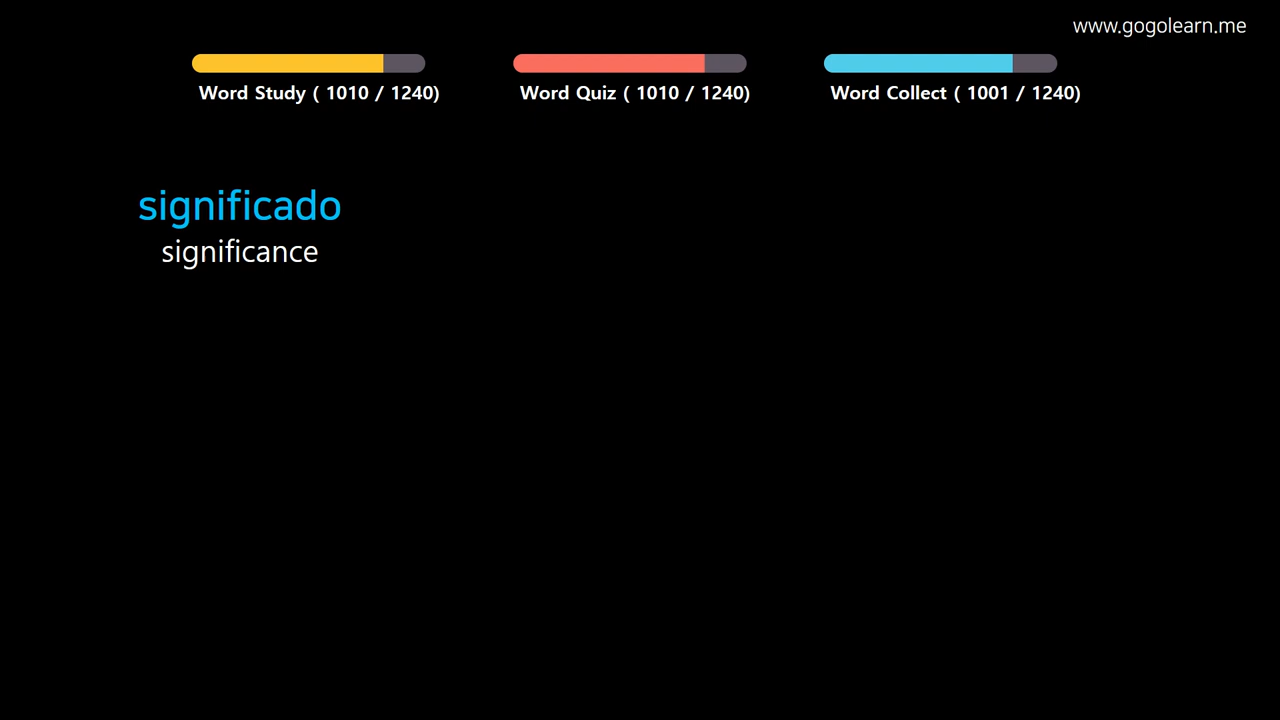 www.gogolearn.me
Word Study ( 1010 / 1240)
Word Quiz ( 1010 / 1240)
Word Collect ( 1001 / 1240)
significado
significance